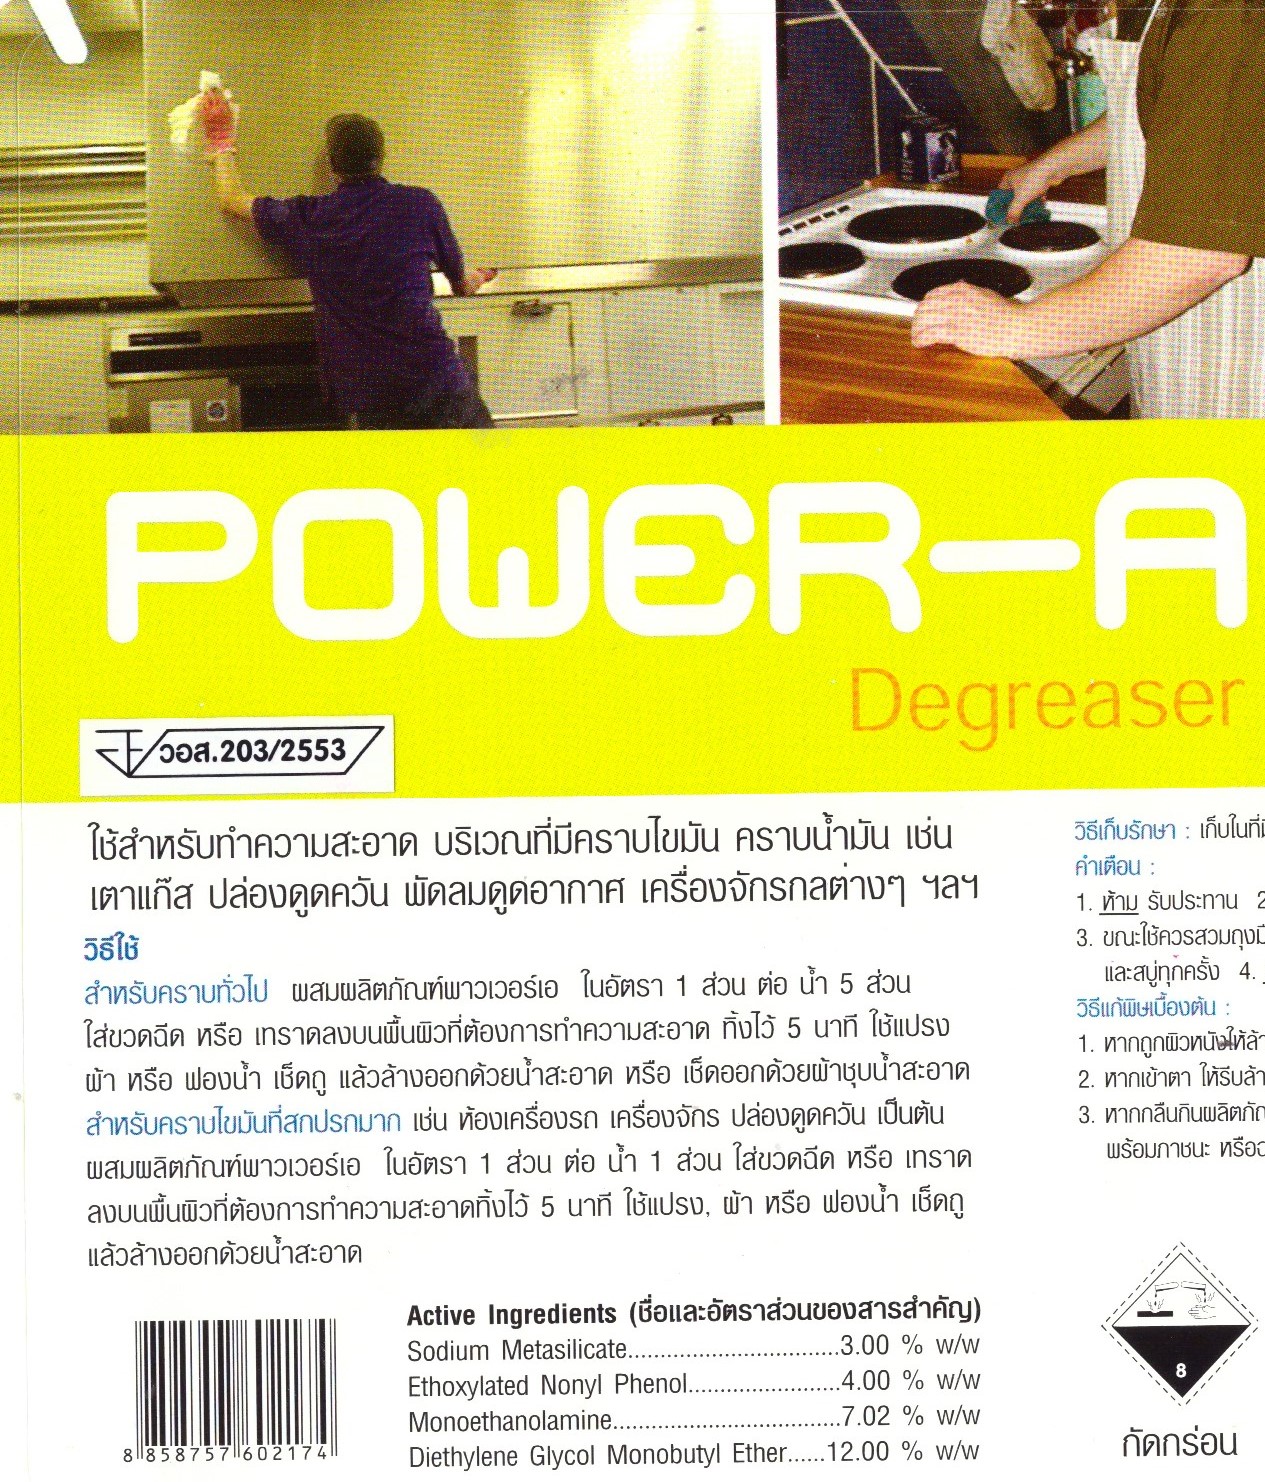 POWER-A
Degreaser
วอส.203/2553
ใช้สำหรับทำความสะอาด บริเวณที่มีคราบไขมัน คราบน้ำมัน เช่น
เตาแก๊ส ปล่องดูดควัน พัดลมดูดอากาศ เครื่องจักรกลต่างๆ ฯลฯ
วิธีใช้
สำหรับคราบทั่วไป ผสมผลิตภัณฑ์พาวเวอร์เอ ในอัตรา 1 ส่วน ต่อ น้ำ 5 ส่วน
ใส่ขวดฉีด หรือ เทราดลงบนพื้นผิวที่ต้องการทำความสะอาด ทิ้งไว้ 5 นาที ใช้แปรง
ผ้า หรือ ฟองน้ำ เช็ดถู แล้วล้างออกด้วยน้ำสะอาด หรือ เช็ดออกด้วยผ้าชุบน้ำสะอาด
สำหรับคราบไขมันที่สกปรกมาก เช่น ห้องเครื่องรถ เครื่องจักร ปล่องดูดควัน เป็นต้น
ผสมผลิตภัณฑ์พาวเวอร์เอ ในอัตรา 1 ส่วน ต่อ น้ำ 1 ส่วน ใส่ขวดฉีด หรือ เทราด
ลงบนพื้นผิวที่ต้องการทำความสะอาดทิ้งไว้ 5 นาที ใช้แปรง, ผ้า หรือ ฟองน้ำ เช็ดถู
แล้วล้างออกด้วยน้ำสะอาด
Active Ingredients (ชื่อและอัตราส่วนของสารสำคัญ)
Sodium Metasilicate..............................3.00 % w/w
Ethoxylated Nonyl Phenol......................4.00 % w/w
Monoethanolamine.................................7.02 % w/w
Diethylene Glycol Monobutyl Ether......12.00 % w/w
8 858757 602174
วิธีเก็บรักษา : เก็บในที่
คำเตือน :
1. ห้าม รับประทาน 2
3. ขณะใช้ควรสวมถุงมื
และสบู่ทุกครั้ง 4.
วิธีแก้พิษเบื้องต้น :
1. หากถูกผิวหนังให้ล้า
2. หากเข้าตา ให้รีบล้า
3. หากกลืนกินผลิตภัณ
พร้อมภาชนะ หรือฉ
8
กัดกร่อน